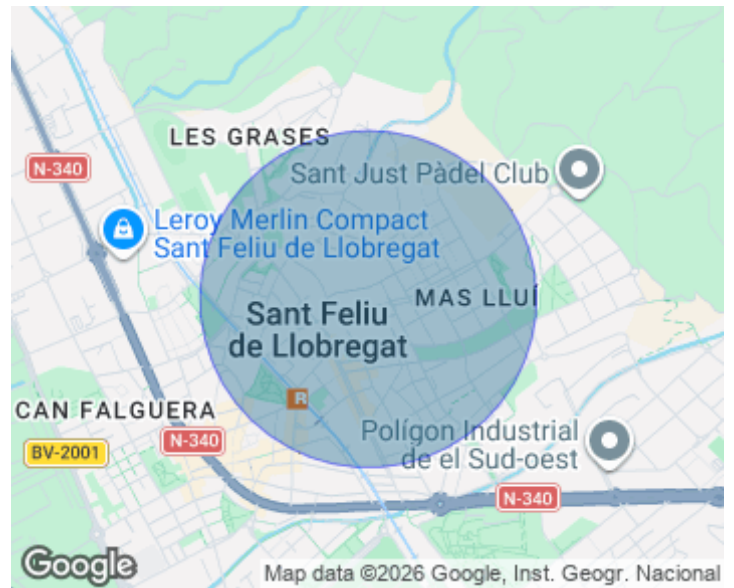 LES GRASES
N-340
Sant Just Pàdel Club
Leroy Merlin Compact
Sant Feliu de Llobregat
MAS LLUÍ
Sant Feliu
de Llobregat
R
CAN FALGUERA
N-340
Polígon Industrial
de el Sud-oest
BV-2001
N-340
Google
Map data ©2026 Google, Inst. Geogr. Nacional